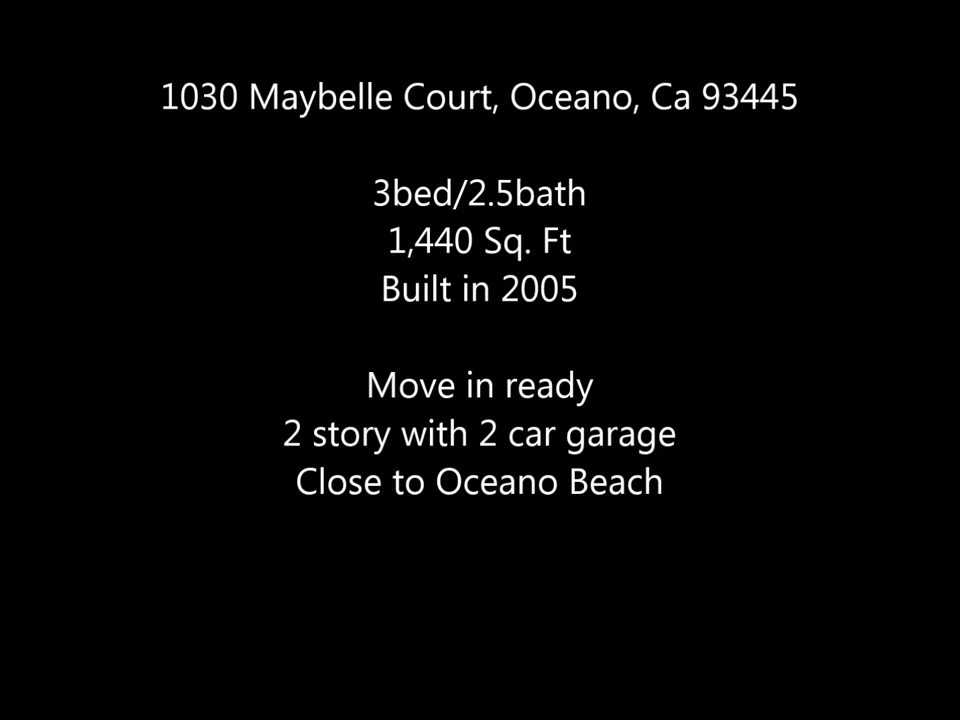 1030 Maybelle Court, Oceano, Ca 93445
3bed/2.5bath
1,440 Sq. Ft
Built in 2005
Move in ready
2 story with 2 car garage
Close to Oceano Beach